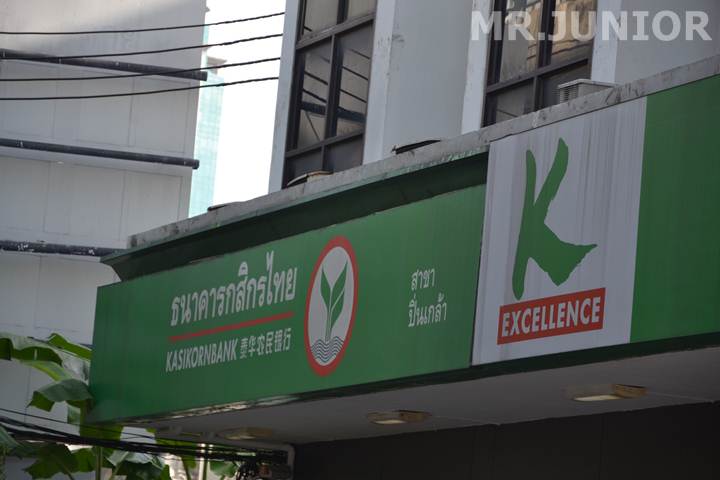 MR.JUNIOR
ธนาคารกสิกรไทย
KASIKORNBANK 泰华农民银行
สาขา
ปิ่นเกล้า
K
EXCELLENCE